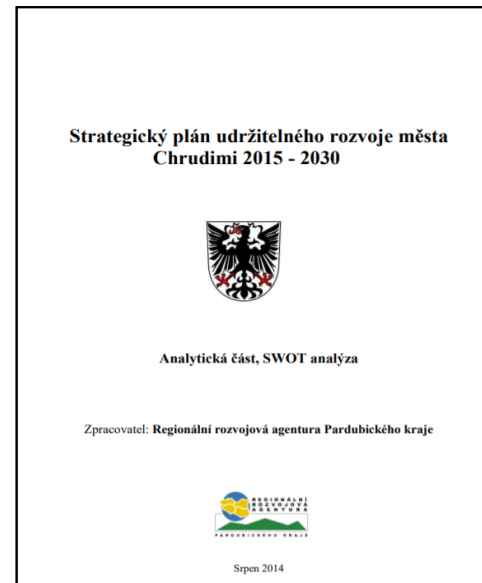 Strategický plán udržitelného rozvoje města
Chrudimi 2015 - 2030
Analytická část, SWOT analýza
Zpracovatel: Regionální rozvojová agentura Pardubického kraje
REGIONÁLNÍ
ROZVOJOVÁ
AGENTURA
PARDUBICKÉHO KRAJE
Srpen 2014